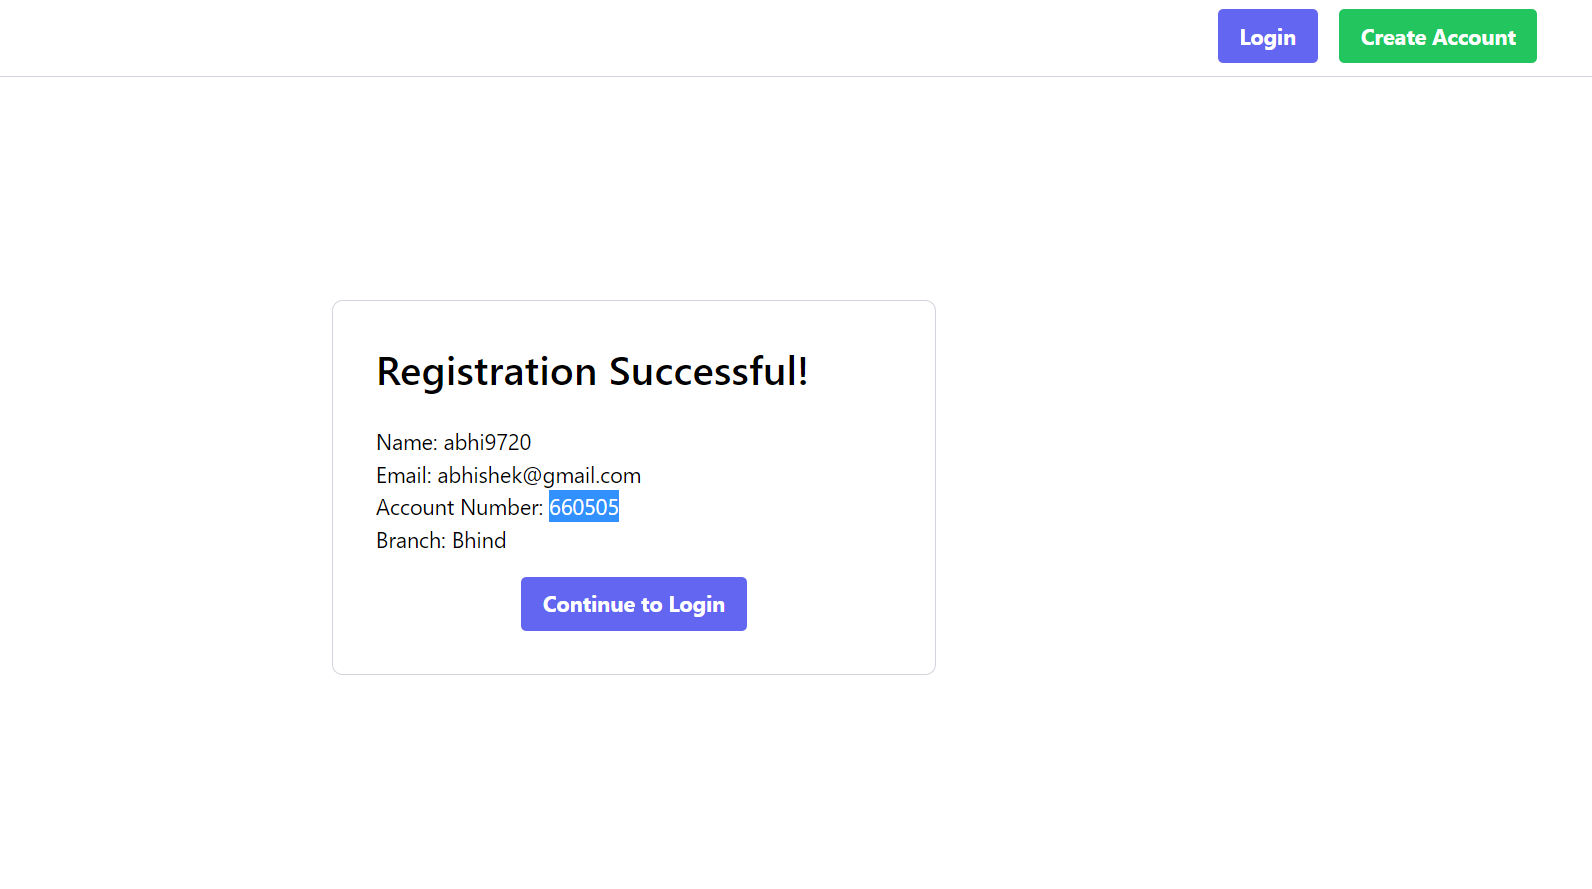 Login
Create Account
Registration Successful!
Name: abhi9720
Email: abhishek@gmail.com
Account Number: 660505
Branch: Bhind
Continue to Login